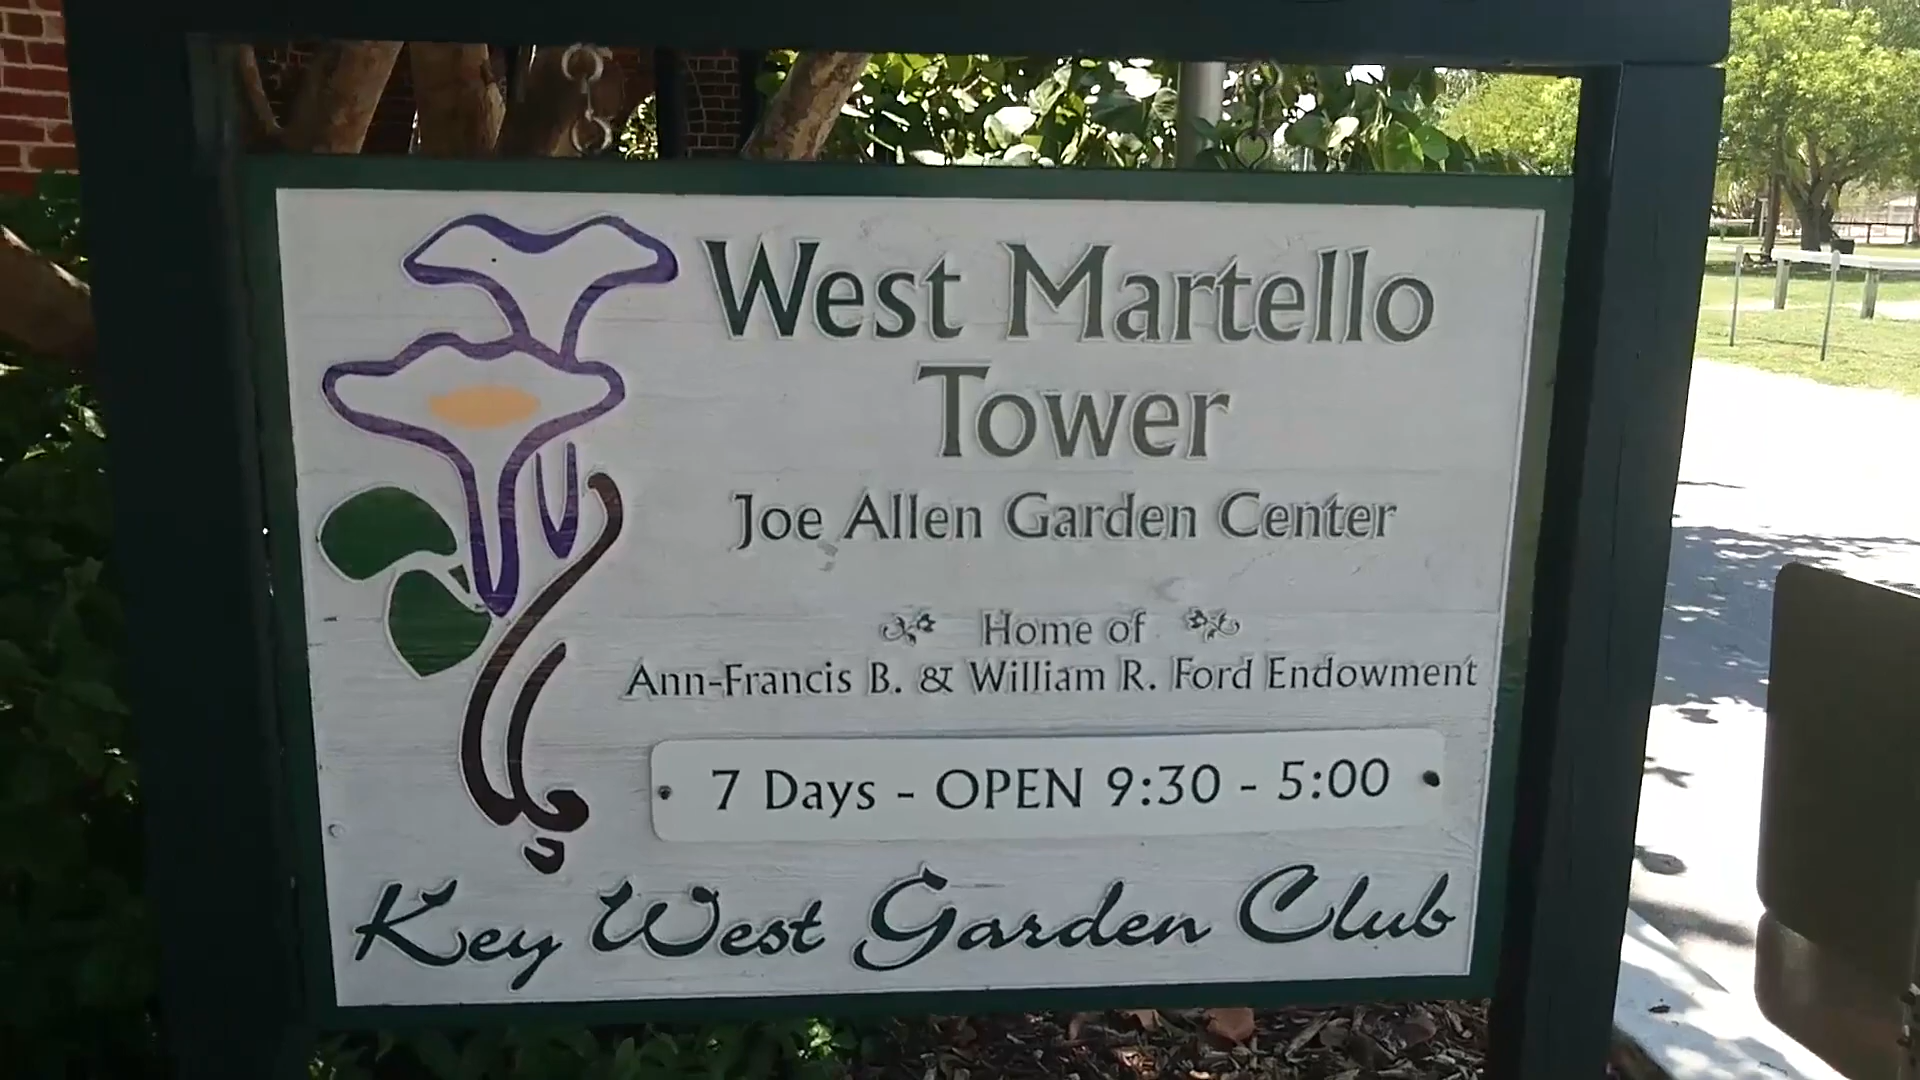 West Martello
Tower
Joe Allen Garden Center
Home of
Ann-Francis B. & William R. Ford Endowment
7 Days - OPEN 9:30 - 5:00
Key West Garden Club